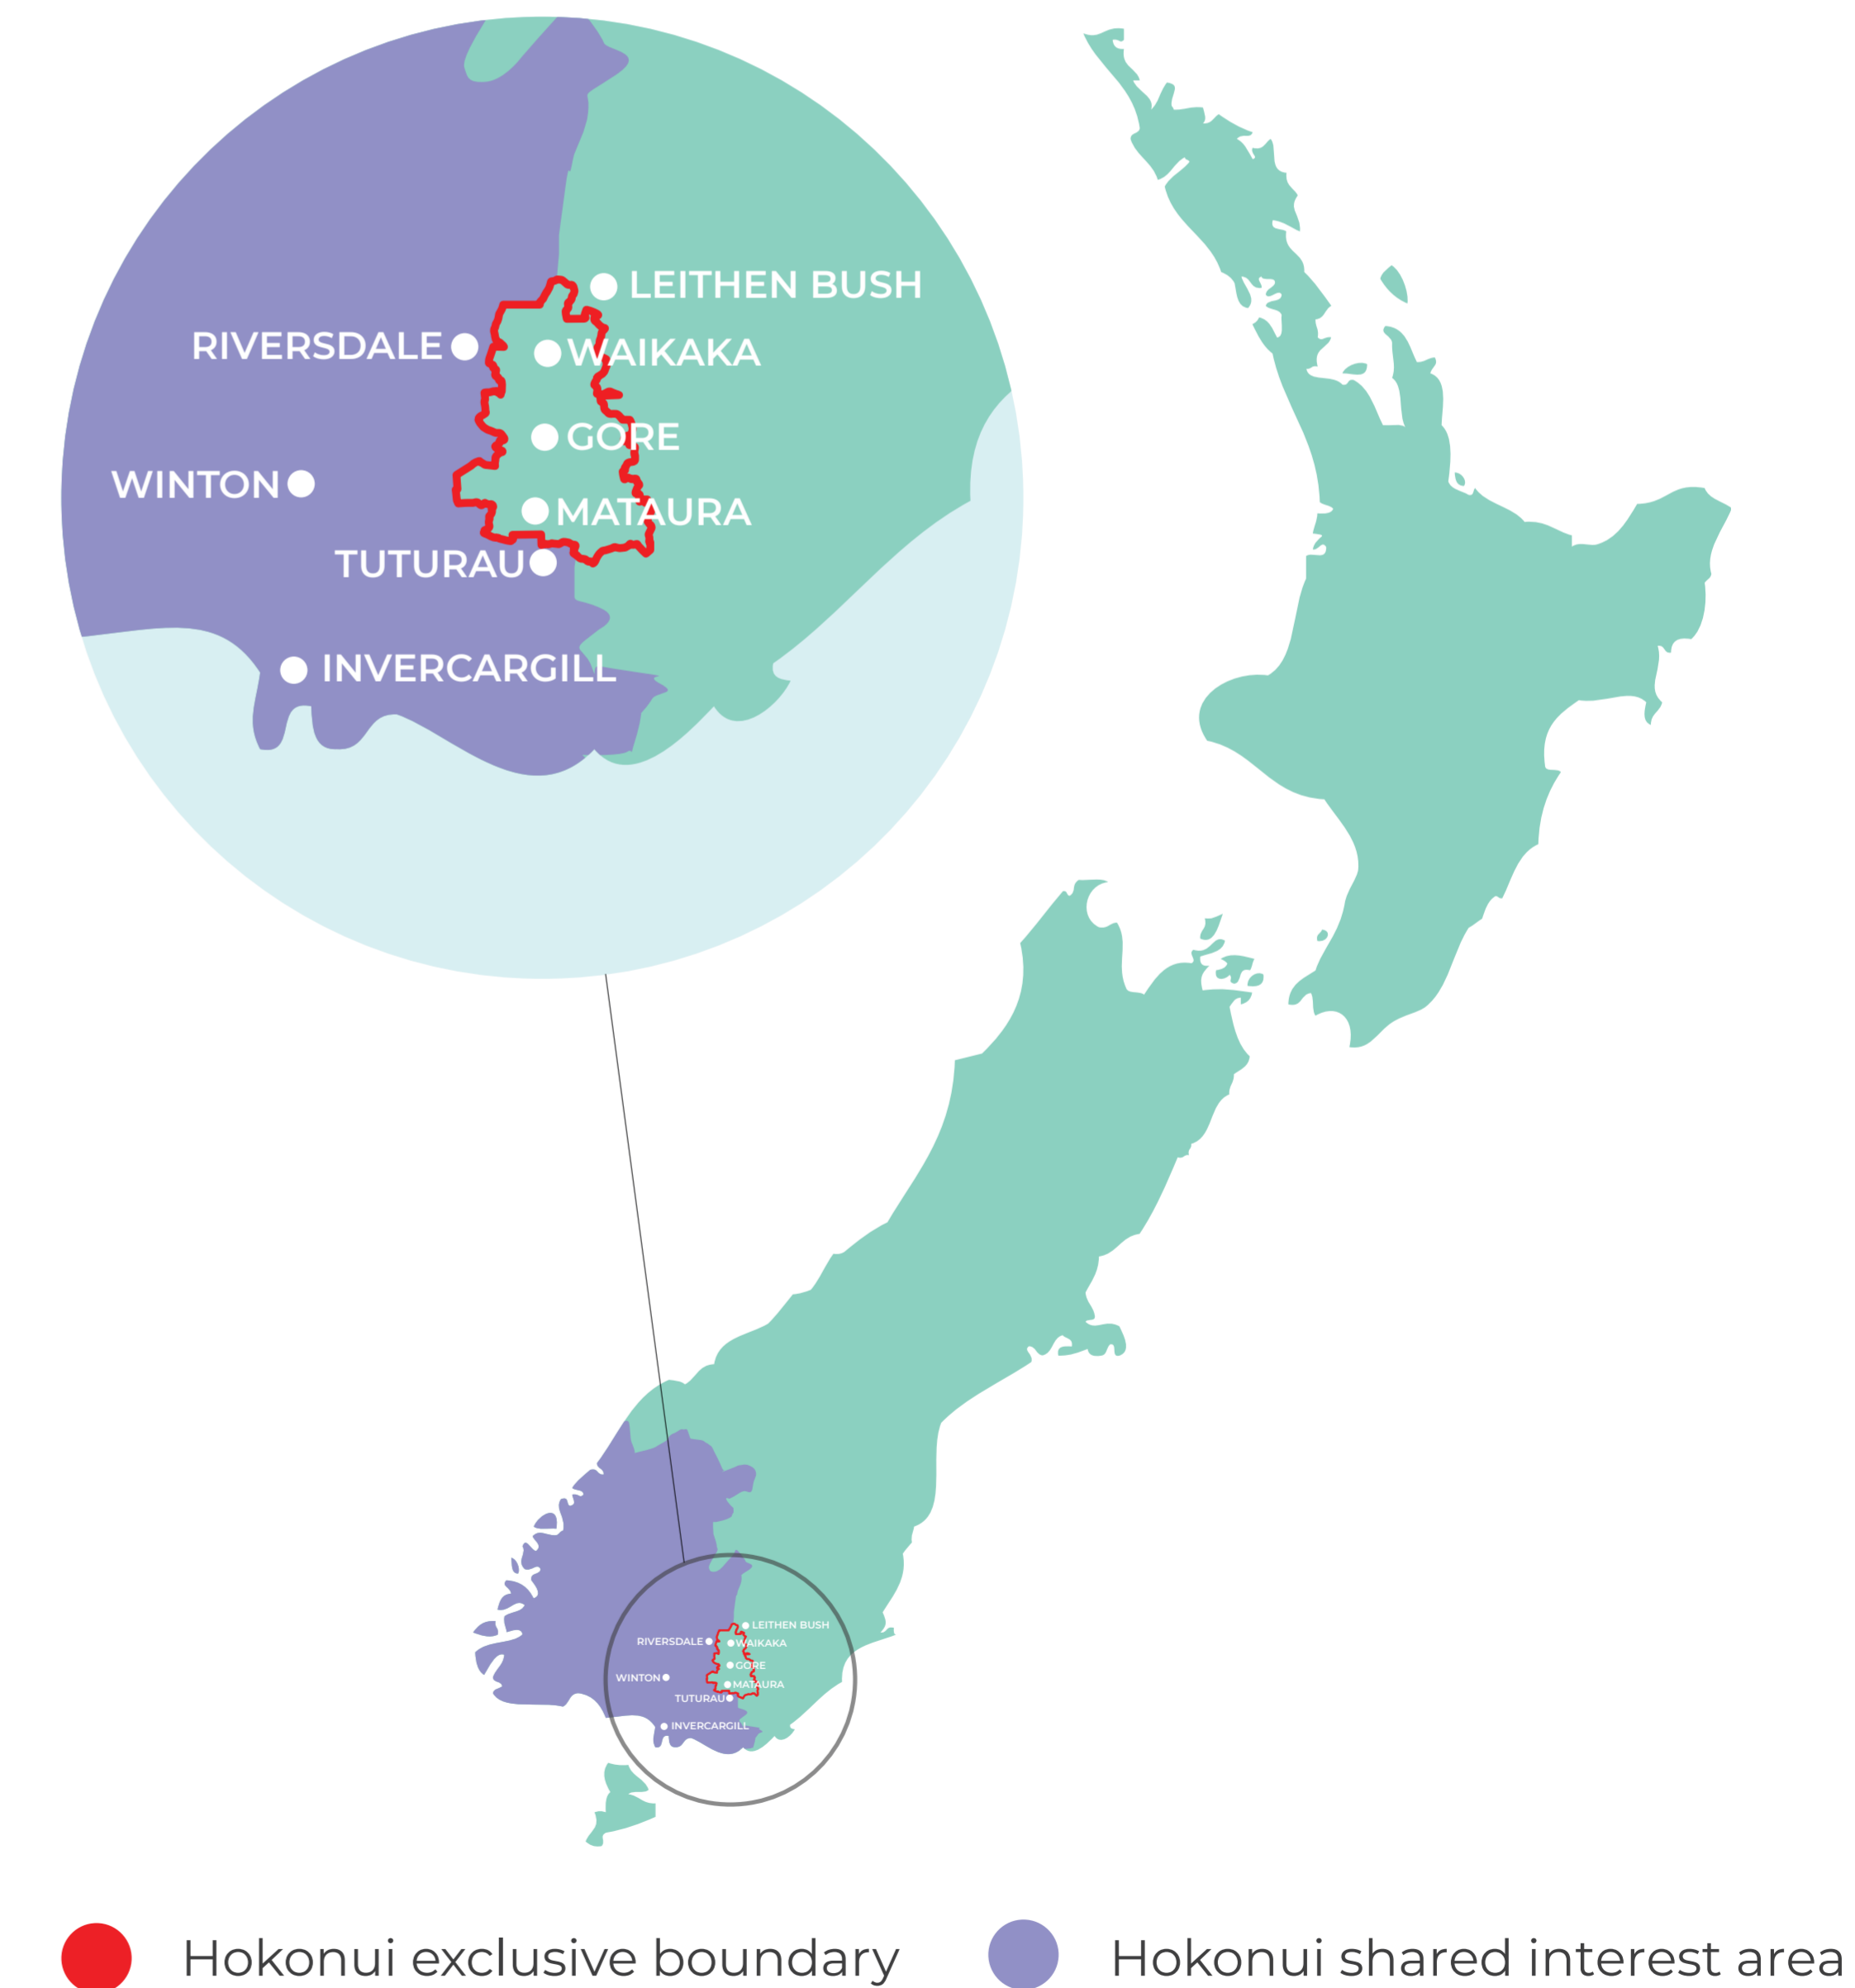 LEITHEN BUSH
RIVERSDALE
WAIKAKA
GORE
WINTON
MATAURA
TUTURAU
INVERCARGILL
LEITHEN BUSH
RIVERSDALE
WAIKAKA
GORE
WINTON
MATAURA
TUTURAU
INVERCARGILL
Hokonui exclusive boundary
Hokonui shared interest area